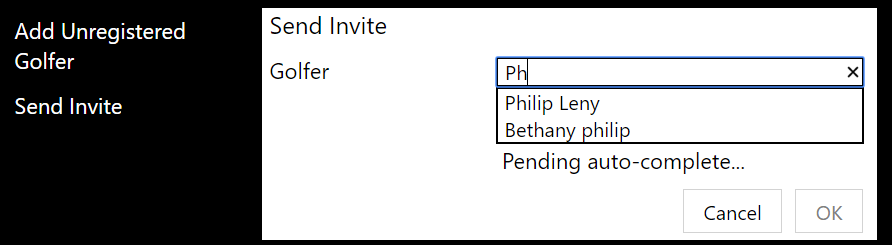 Add Unregistered
Golfer
Send Invite
Send Invite
Golfer
Ph
Philip Leny
Bethany philip
Pending auto-complete...
Cancel
OK